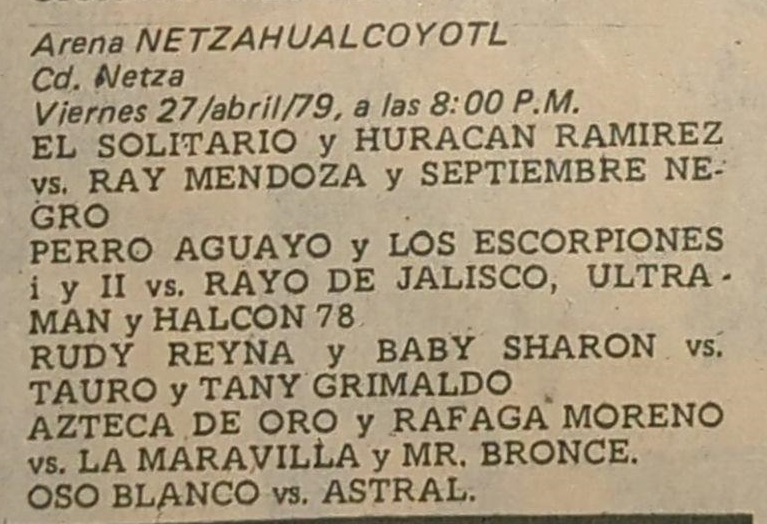 Arena NETZAHUALCOYOTL
Cd. Netza
Viernes 27/abril/79, a las 8:00 P.M.
EL SOLITARIO y HURACAN RAMIREZ
vs. RAY MENDOZA y SEPTIEMBRE NE-
GRO
PERRO AGUAYO y LOS ESCORPIONES
i y II vs. RAYO DE JALISCO, ULTRA-
MAN y HALCON 78
RUDY REYNA y BABY SHARON vs.
TAURO y TANY GRIMALDO
AZTECA DE ORO y RAFAGA MORENO
vs. LA MARAVILLA y MR. BRONCE.
OSO BLANCO vs. ASTRAL.